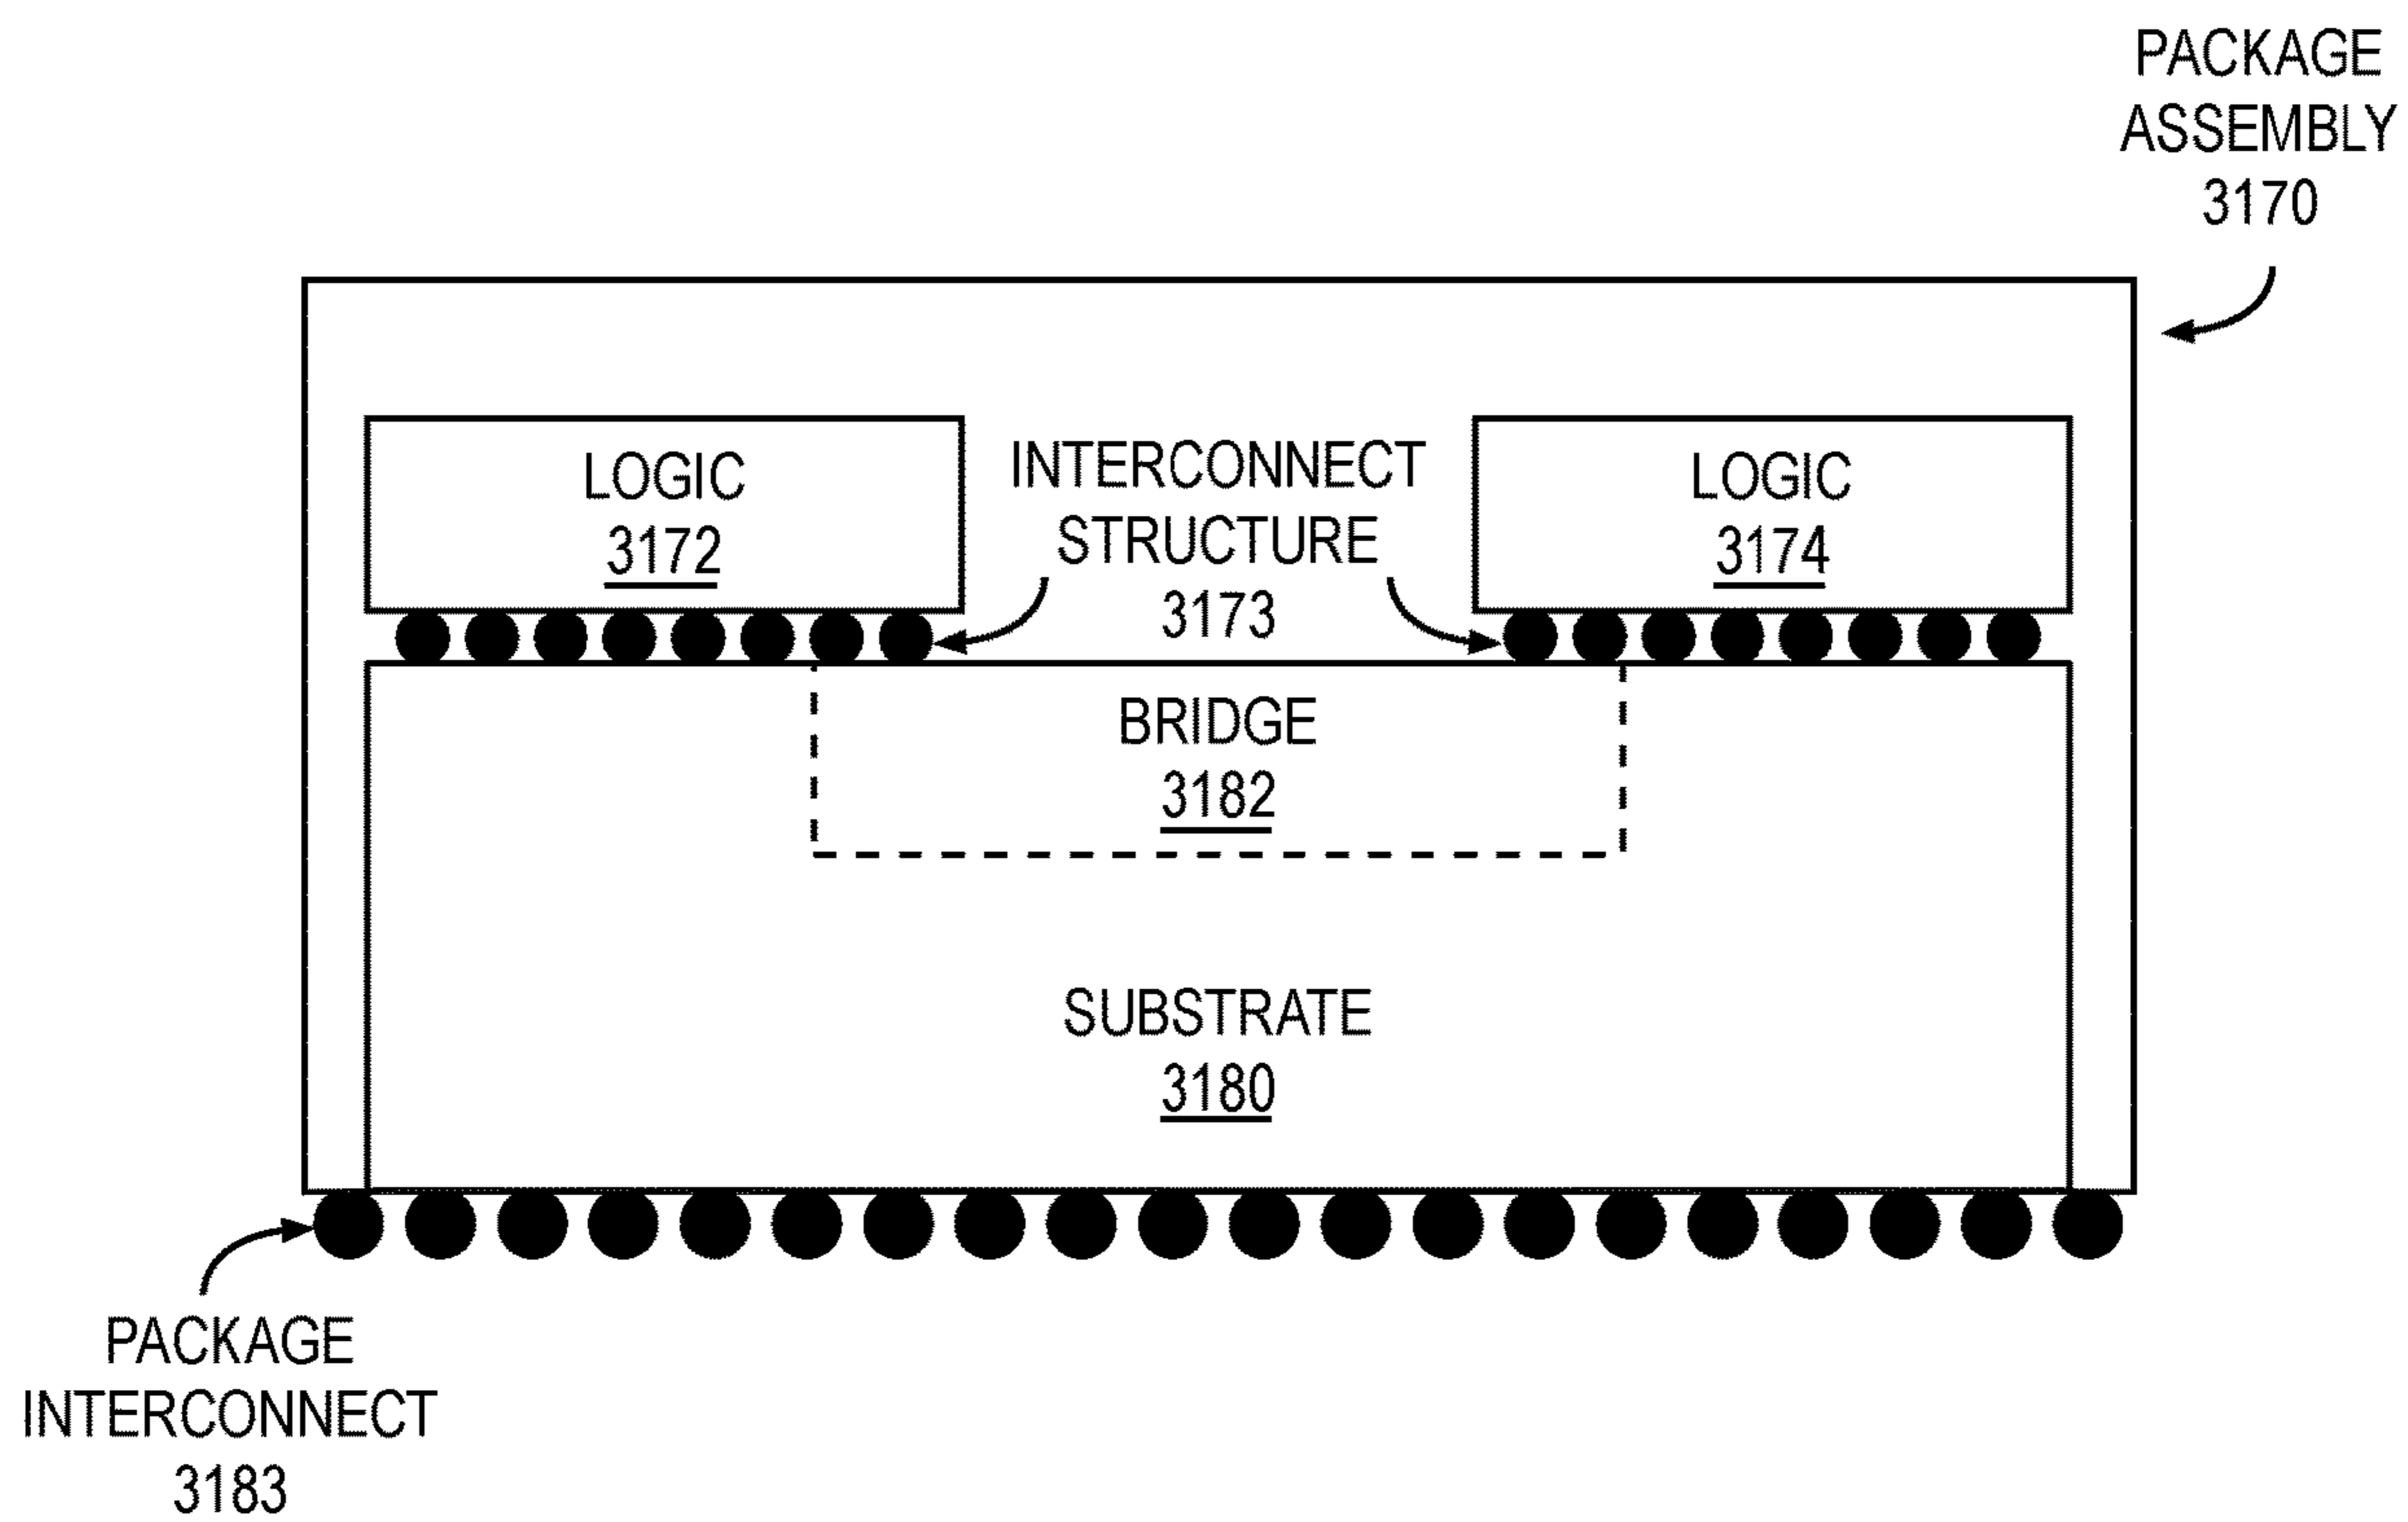 PACKAGE
ASSEMBLY
3170
LOGIC
3172
INTERCONNECT
STRUCTURE
3173
LOGIC
3174
BRIDGE
3182
SUBSTRATE
3180
PACKAGE
INTERCONNECT
3183